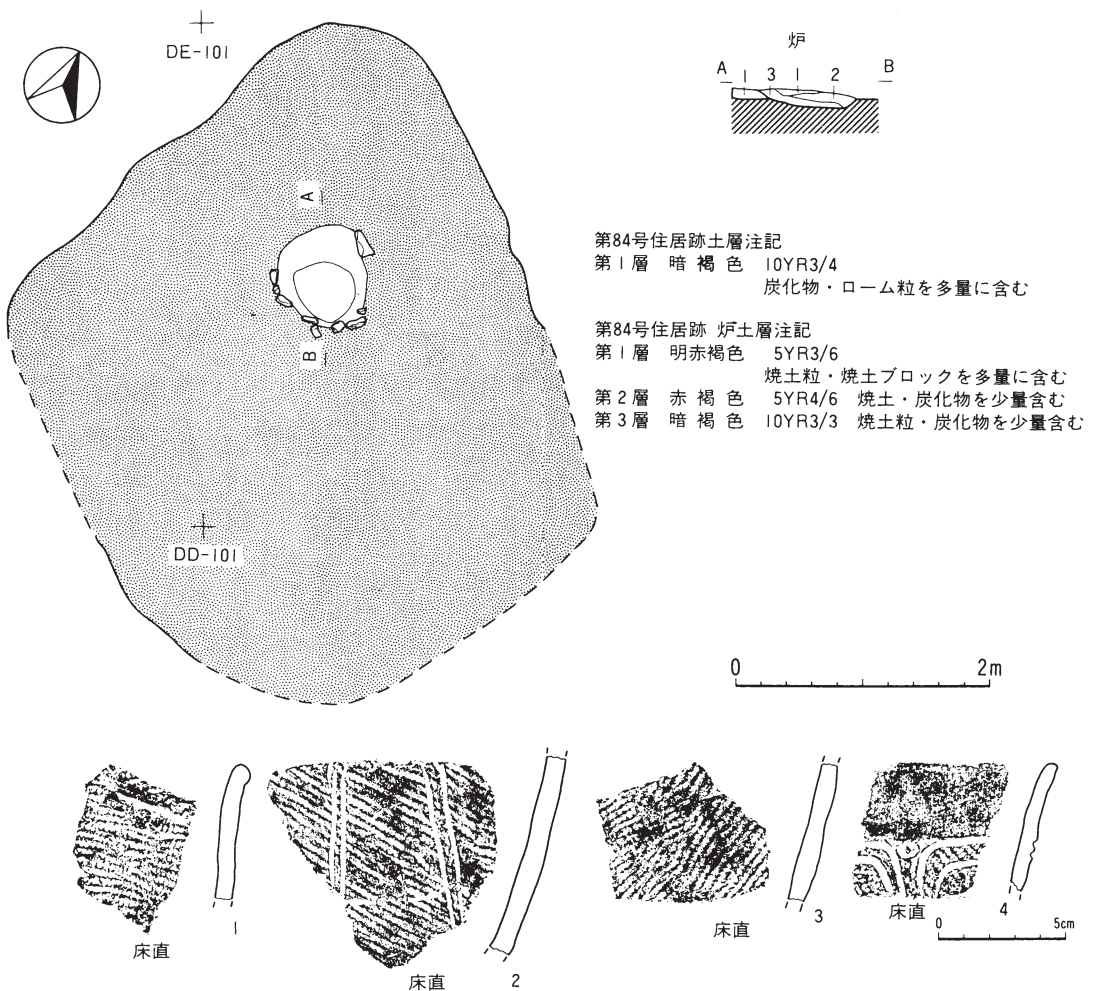 DE-101
炉
A 1 3 1 2 B
A
第84号住居跡土層注記
第1層 暗褐色 10YR3/4
炭化物・ローム粒を多量に含む
第84号住居跡 炉土層注記
第1層 明赤褐色 5YR3/6
焼土粒・焼土ブロックを多量に含む
第2層 赤褐色 5YR4/6 焼土・炭化物を少量含む
第3層 暗褐色 10YR3/3 焼土粒・炭化物を少量含む
B
DD-101
0 2m
床直 1
床直 2
床直 3
床直 4
0 5cm